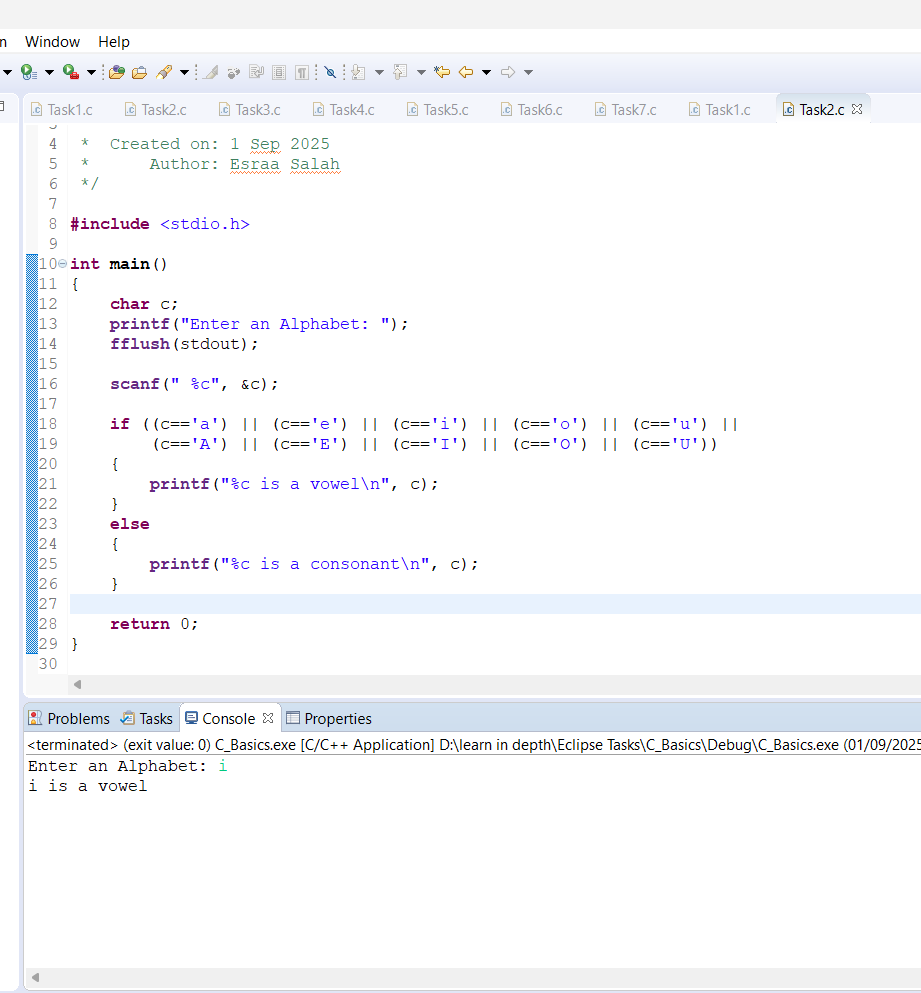 n Window Help
Task1.c Task2.c Task3.c Task4.c Task5.c Task6.c Task7.c Task1.c Task2.c
4 * Created on: 1 Sep 2025
5 * Author: Esraa Salah
6 */
7
8 #include <stdio.h>
9
10 int main()
11 {
12 char c;
13 printf("Enter an Alphabet: ");
14 fflush(stdout);
15
16 scanf(" %c", &c);
17
18 if ((c=='a') || (c=='e') || (c=='i') || (c=='o') || (c=='u') ||
19 (c=='A') || (c=='E') || (c=='I') || (c=='O') || (c=='U'))
20 {
21 printf("%c is a vowel\n", c);
22 }
23 else
24 {
25 printf("%c is a consonant\n", c);
26 }
27
28 return 0;
29 }
30
Problems Tasks Console Properties
<terminated> (exit value: 0) C_Basics.exe [C/C++ Application] D:\learn in depth\Eclipse Tasks\C_Basics\Debug\C_Basics.exe (01/09/2025
Enter an Alphabet: i
i is a vowel